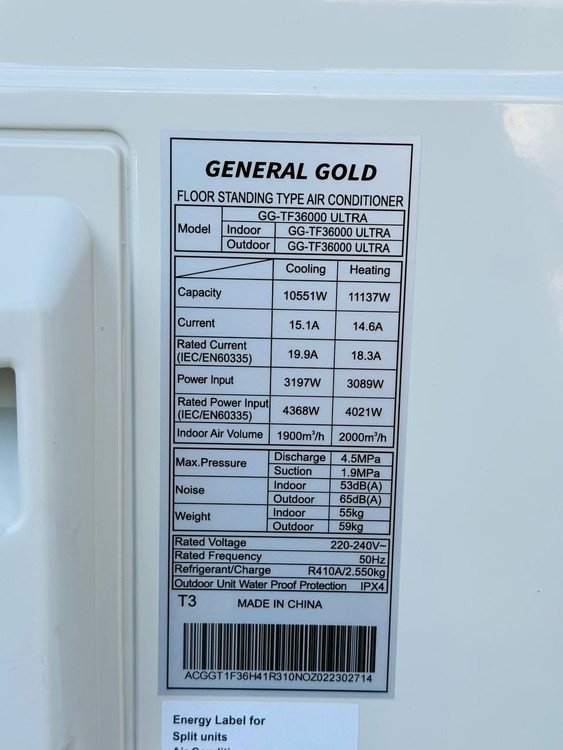 GENERAL GOLD
FLOOR STANDING TYPE AIR CONDITIONER
Model GG-TF36000 ULTRA
Indoor GG-TF36000 ULTRA
Outdoor GG-TF36000 ULTRA
Cooling Heating
Capacity 10551W 11137W
Current 15.1A 14.6A
Rated Current (IEC/EN60335) 19.9A 18.3A
Power Input 3197W 3089W
Rated Power Input (IEC/EN60335) 4368W 4021W
Indoor Air Volume 1900m³/h 2000m³/h
Max.Pressure Discharge 4.5MPa
Suction 1.9MPa
Noise Indoor 53dB(A)
Outdoor 65dB(A)
Weight Indoor 55kg
Outdoor 59kg
Rated Voltage 220-240V~
Rated Frequency 50Hz
Refrigerant/Charge R410A/2.550kg
Outdoor Unit Water Proof Protection IPX4
T3 MADE IN CHINA
ACGGT1F36H41R310NOZ022302714
Energy Label for
Split units